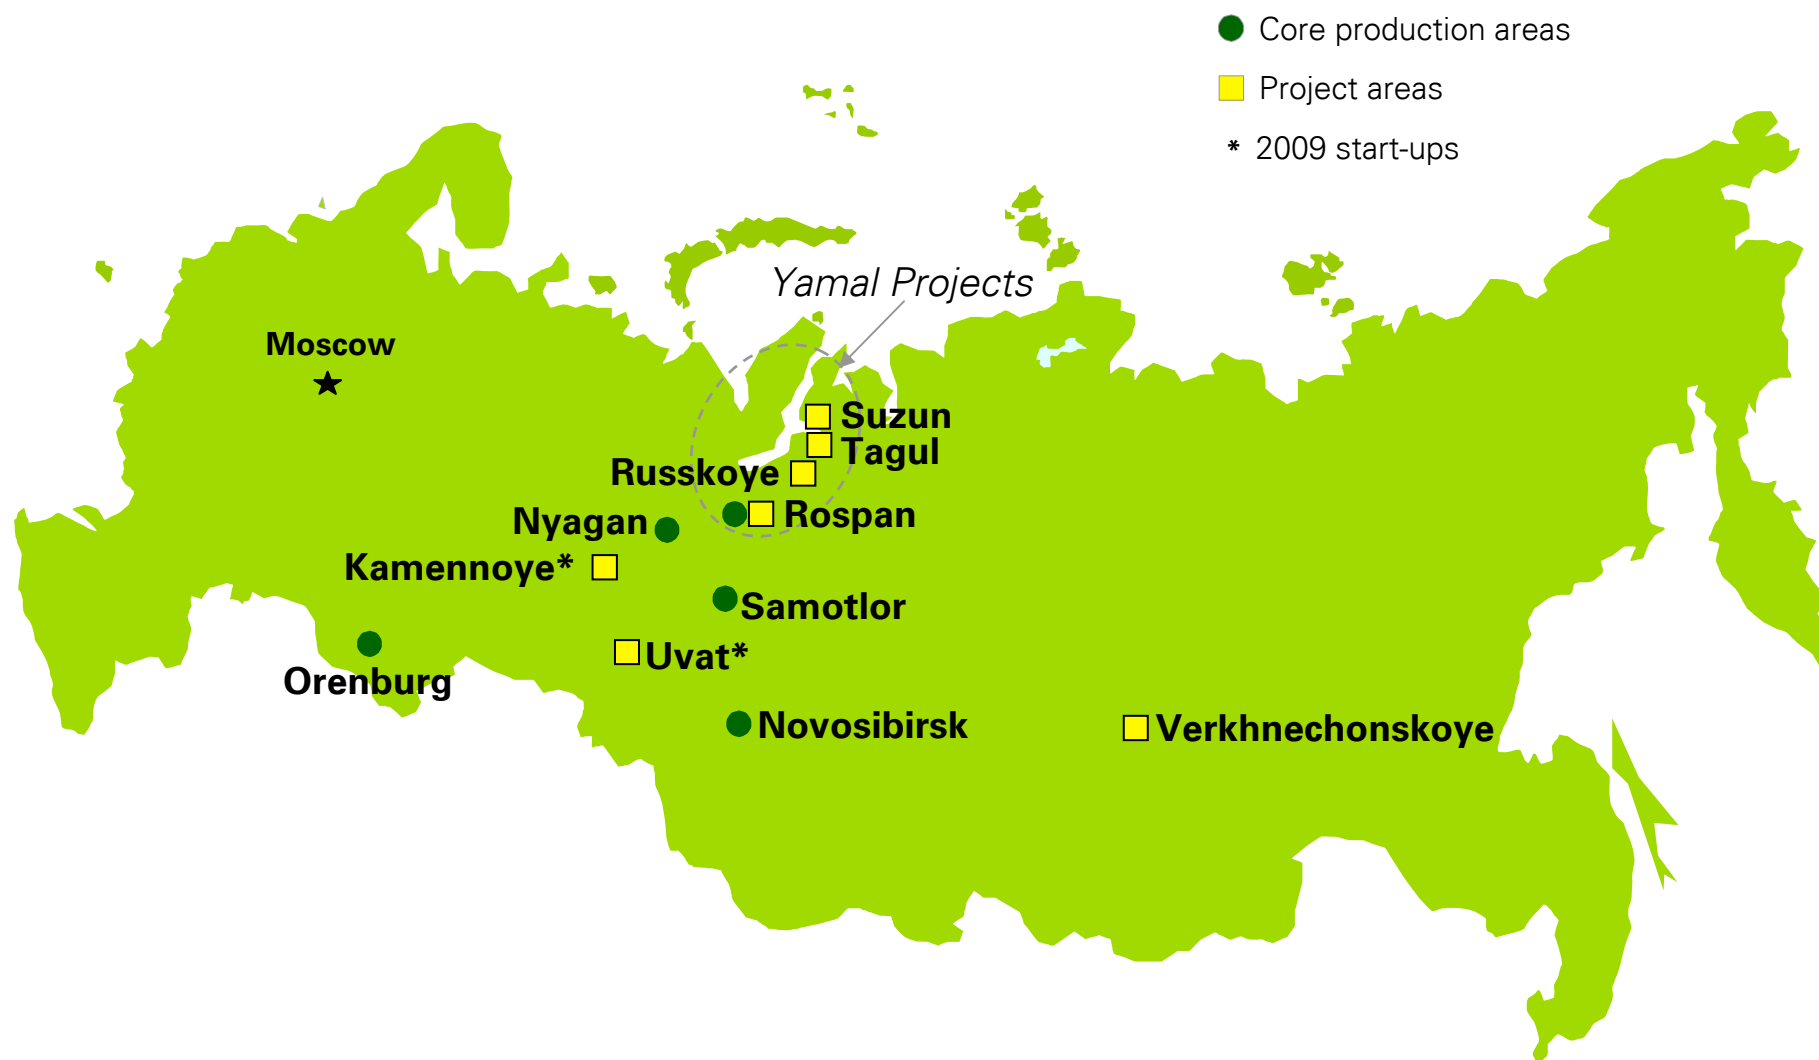 Core production areas
Project areas
* 2009 start-ups
Yamal Projects
Moscow
Suzun
Tagul
Russkoye
Rospan
Nyagan
Kamennoye*
Samotlor
Uvat*
Orenburg
Novosibirsk
Verkhnechonskoye